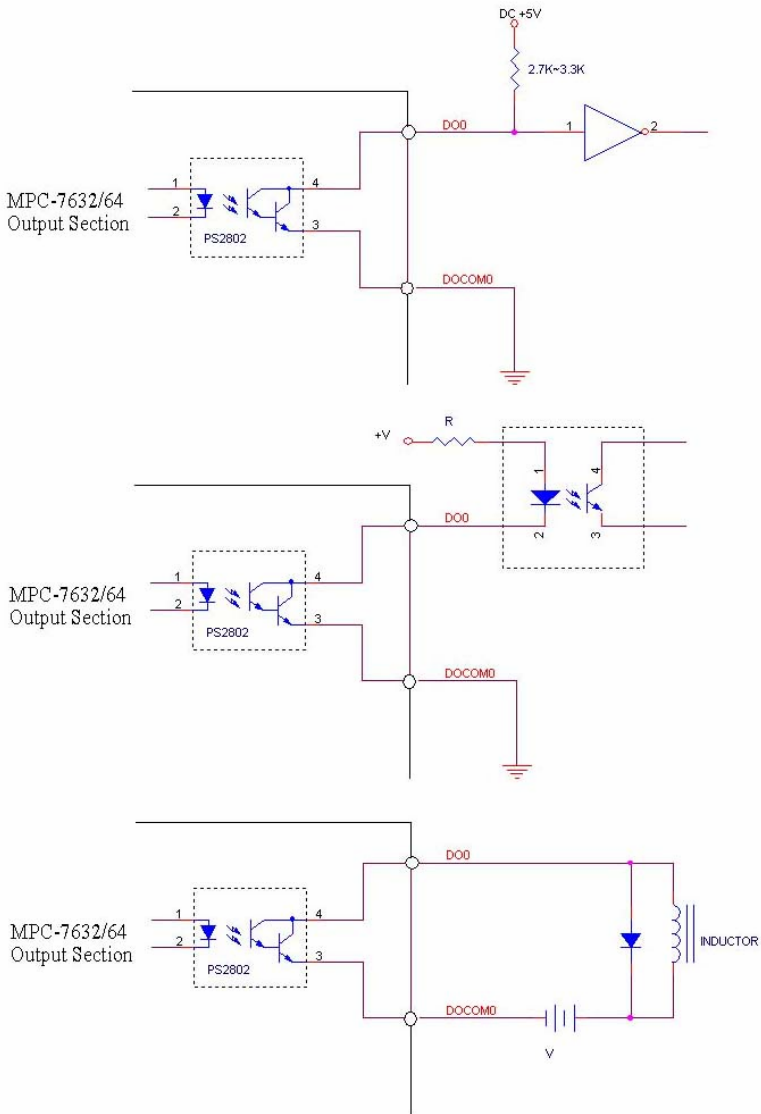 DC +5V
2.7K~3.3K
DO0
1
2
MPC-7632/64
Output Section
1
2
4
3
PS2802
DOCOM0
+V
R
1
2
4
3
DO0
MPC-7632/64
Output Section
1
2
4
3
PS2802
DOCOM0
DO0
MPC-7632/64
Output Section
1
2
4
3
PS2802
INDUCTOR
DOCOM0
V